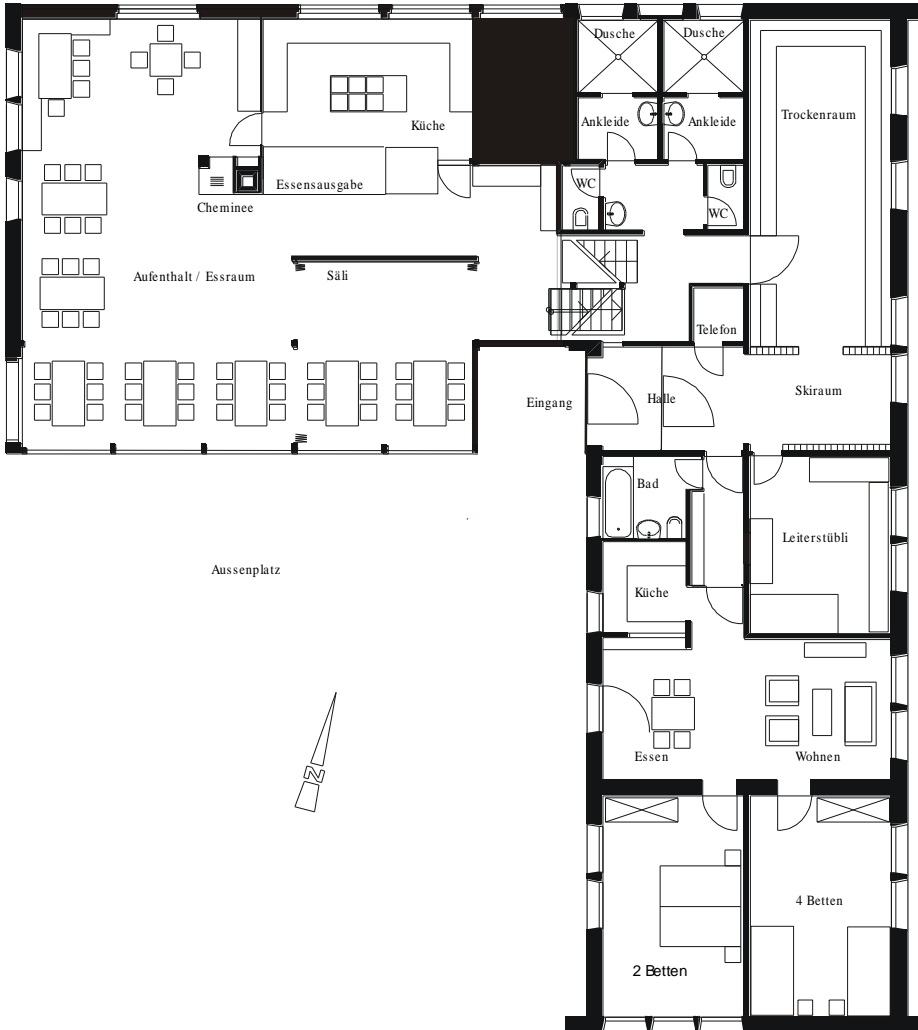 Dusche
Dusche
Trockenraum
Küche
Ankleide
Ankleide
Essensausgabe
WC
WC
Cheminee
Aufenthalt / Essraum
Säli
Telefon
Eingang
Halle
Skiraum
Bad
Leiterstübli
Aussenplatz
Küche
Essen
Wohnen
N
4 Betten
2 Betten